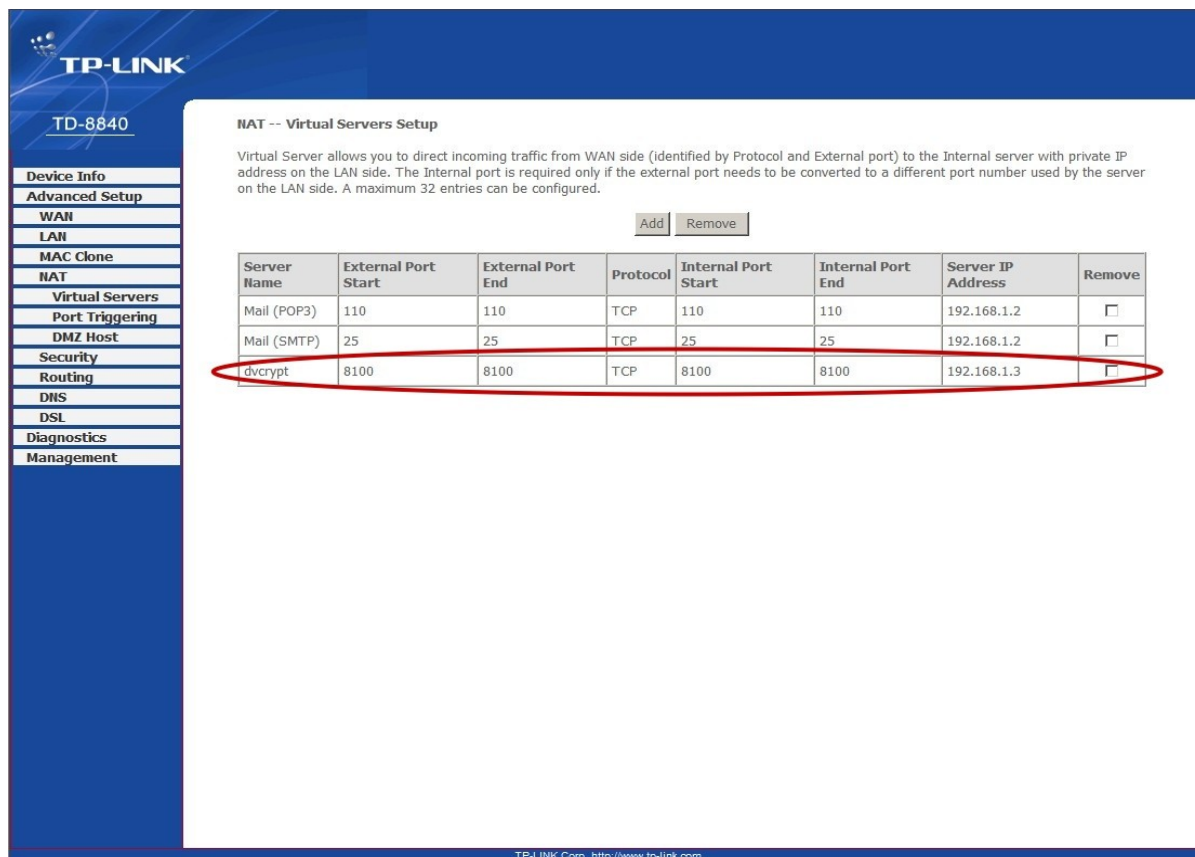 TP-LINK
TD-8840
Device Info
Advanced Setup
WAN
LAN
MAC Clone
NAT
Virtual Servers
Port Triggering
DMZ Host
Security
Routing
DNS
DSL
Diagnostics
Management
NAT -- Virtual Servers Setup
Virtual Server allows you to direct incoming traffic from WAN side (identified by Protocol and External port) to the Internal server with private IP
address on the LAN side. The Internal port is required only if the external port needs to be converted to a different port number used by the server
on the LAN side. A maximum 32 entries can be configured.
Add Remove
Server Name External Port Start External Port End Protocol Internal Port Start Internal Port End Server IP Address Remove
Mail (POP3) 110 110 TCP 110 110 192.168.1.2
Mail (SMTP) 25 25 TCP 25 25 192.168.1.2
dvcrypt 8100 8100 TCP 8100 8100 192.168.1.3
TP-LINK Corp. http://www.tp-link.com